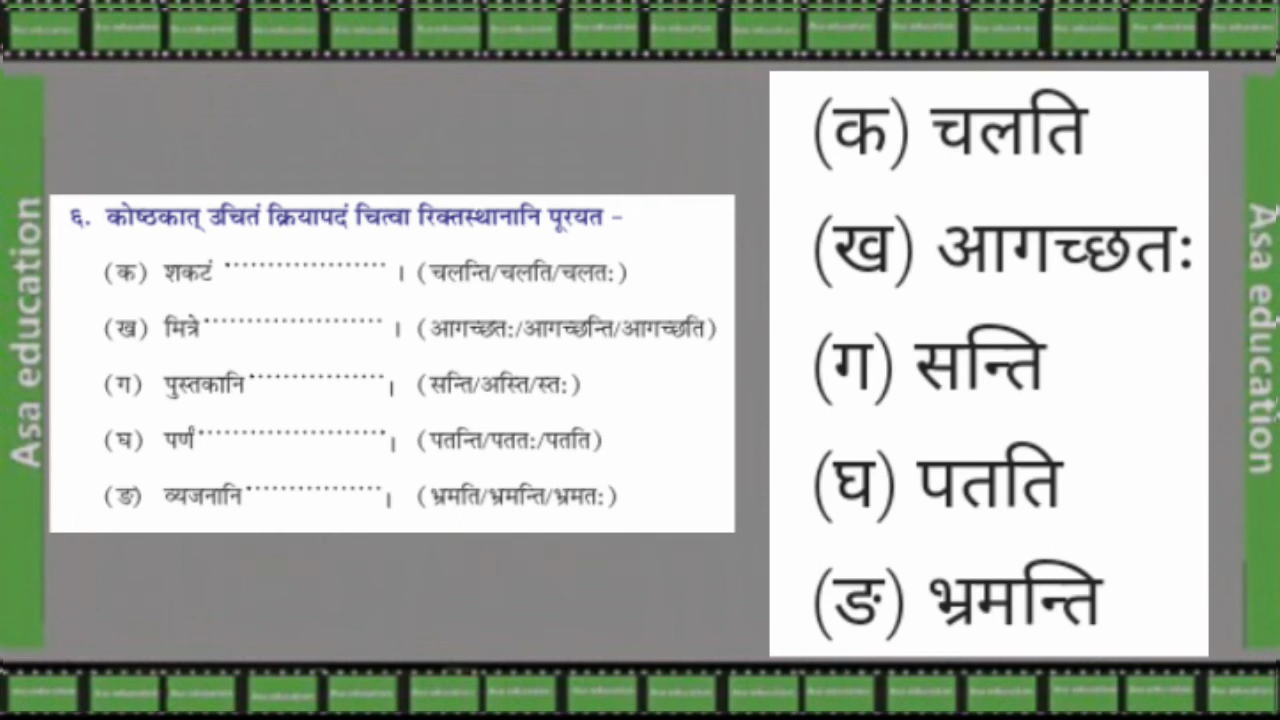 Asa education
६. कोष्ठकात् उचितं क्रियापदं चित्वा रिक्तस्थानानि पूरयत –
(क) शकटं .................. । (चलन्ति/चलति/चलतः)
(ख) मित्रे .................... । (आगच्छतः/आगच्छन्ति/आगच्छति)
(ग) पुस्तकानि ............... । (सन्ति/अस्ति/स्तः)
(घ) पर्णं ..................... । (पतन्ति/पततः/पतति)
(ङ) व्यजनानि ............... । (भ्रमति/भ्रमन्ति/भ्रमतः)
(क) चलति
(ख) आगच्छतः
(ग) सन्ति
(घ) पतति
(ङ) भ्रमन्ति
Asa education